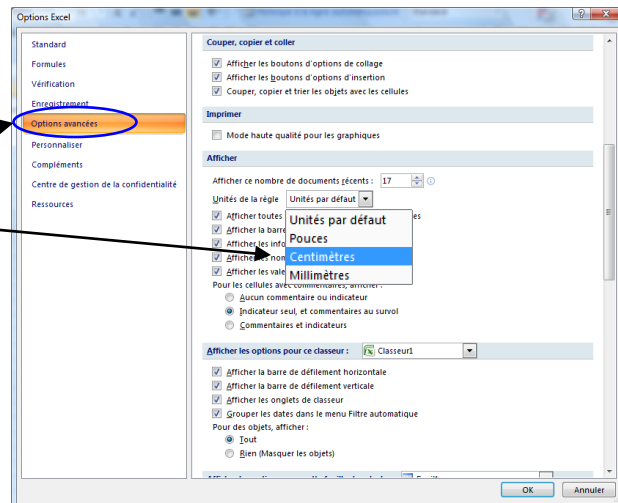 Options Excel
Standard
Formules
Vérification
Enregistrement
Options avancées
Personnaliser
Compléments
Centre de gestion de la confidentialité
Ressources
Couper, copier et coller
Afficher les boutons d'options de collage
Afficher les boutons d'options d'insertion
Couper, copier et trier les objets avec les cellules
Imprimer
Mode haute qualité pour les graphiques
Afficher
Afficher ce nombre de documents récents : 17
Unités de la règle Unités par défaut
Afficher toutes
Unités par défaut
Pouces
Centimètres
Millimètres
Afficher la barre
Afficher les info
Afficher les nom
Afficher les vale
Pour les cellules avec commentaires, afficher :
Aucun commentaire ou indicateur
Indicateur seul, et commentaires au survol
Commentaires et indicateurs
Afficher les options pour ce classeur : Classeur1
Afficher la barre de défilement horizontale
Afficher la barre de défilement verticale
Afficher les onglets de classeur
Grouper les dates dans le menu Filtre automatique
Pour des objets, afficher :
Tout
Rien (Masquer les objets)
OK Annuler